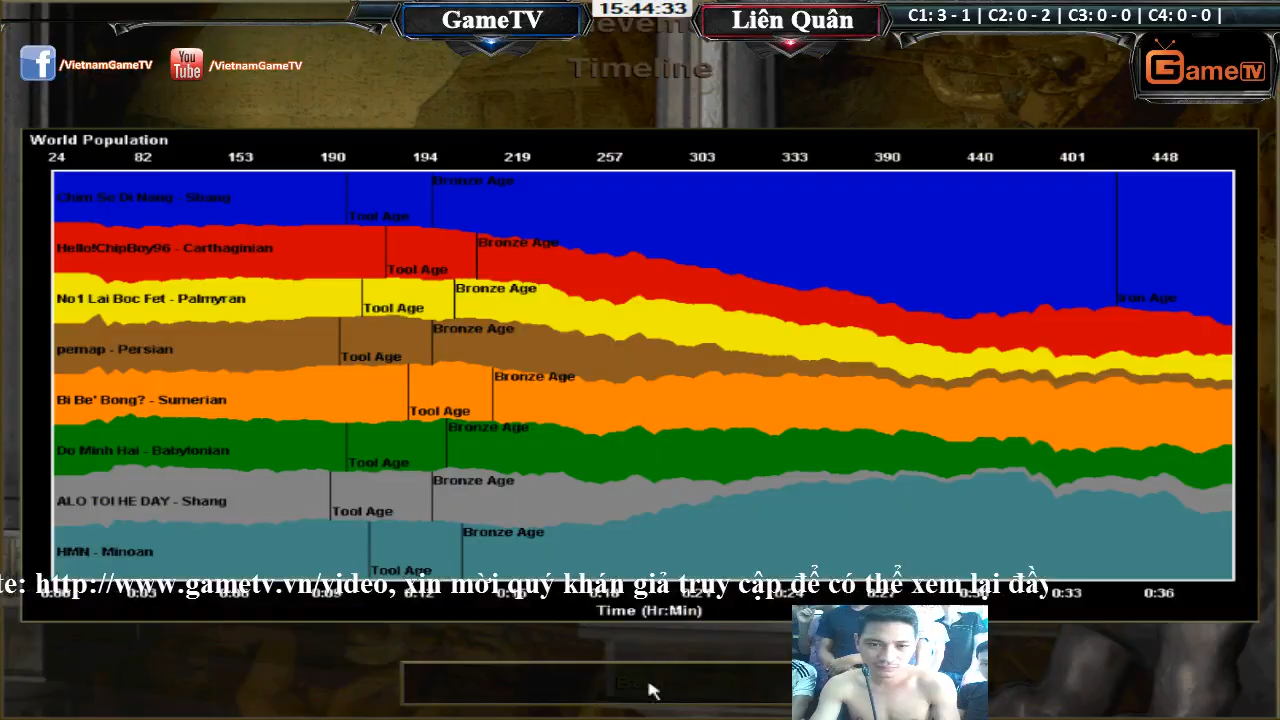 GameTV
15:44:33
Liên Quân
C1: 3 - 1 | C2: 0 - 2 | C3: 0 - 0 | C4: 0 - 0 |
/VietnamGameTV
You Tube
/VietnamGameTV
GameTV
Timeline
World Population
24 82 153 190 194 219 257 303 333 390 440 401 448
Chim Se Di Nang - Shang
Tool Age
Bronze Age
Iron Age
Hello!ChipBoy96 - Carthaginian
Tool Age
Bronze Age
No1 Lai Boc Fet - Palmyran
Tool Age
Bronze Age
pemap - Persian
Tool Age
Bronze Age
Bi Be' Bong? - Sumerian
Tool Age
Bronze Age
Do Minh Hai - Babylonian
Tool Age
Bronze Age
ALO TOI HE DAY - Shang
Tool Age
Bronze Age
HMN - Minoan
Tool Age
Bronze Age
te: http://www.gametv.vn/xideo, xin mời quý khán giả truy cập để có thể xem lại đầy
0:33 0:36
Time (Hr:Min)